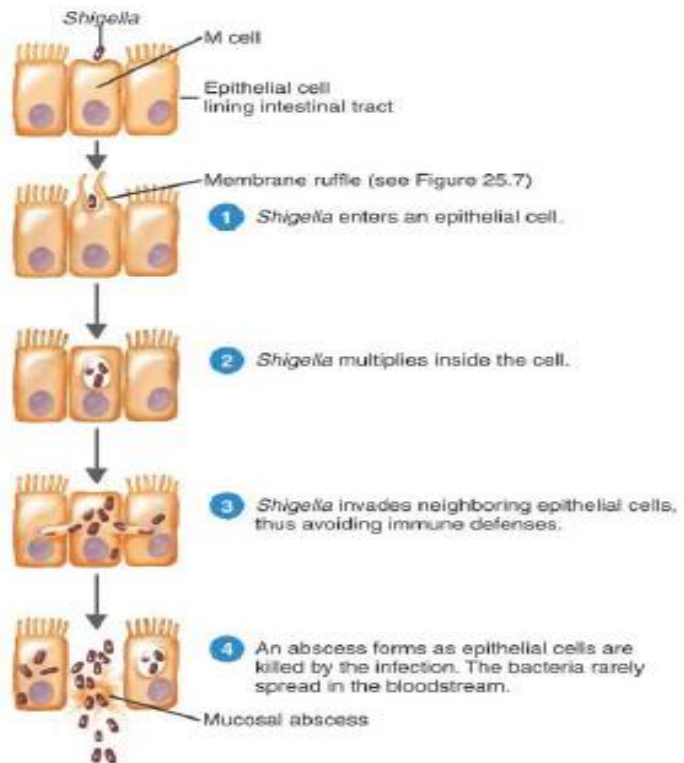 Shigella
M cell
Epithelial cell
lining intestinal tract
Membrane ruffle (see Figure 25.7)
1 Shigella enters an epithelial cell.
2 Shigella multiplies inside the cell.
3 Shigella invades neighboring epithelial cells,
thus avoiding immune defenses.
4 An abscess forms as epithelial cells are
killed by the infection. The bacteria rarely
spread in the bloodstream.
Mucosal abscess